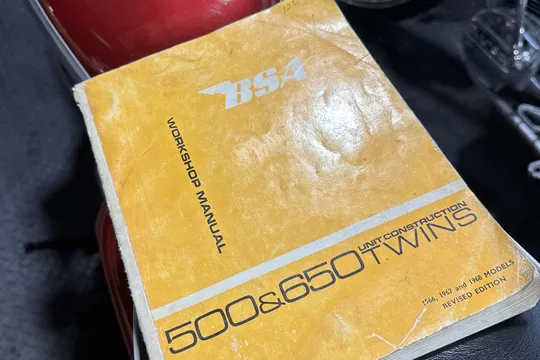 BSA
WORKSHOP MANUAL
UNIT CONSTRUCTION
500&650 TWINS
1966, 1967 and 1968 MODELS
REVISED EDITION